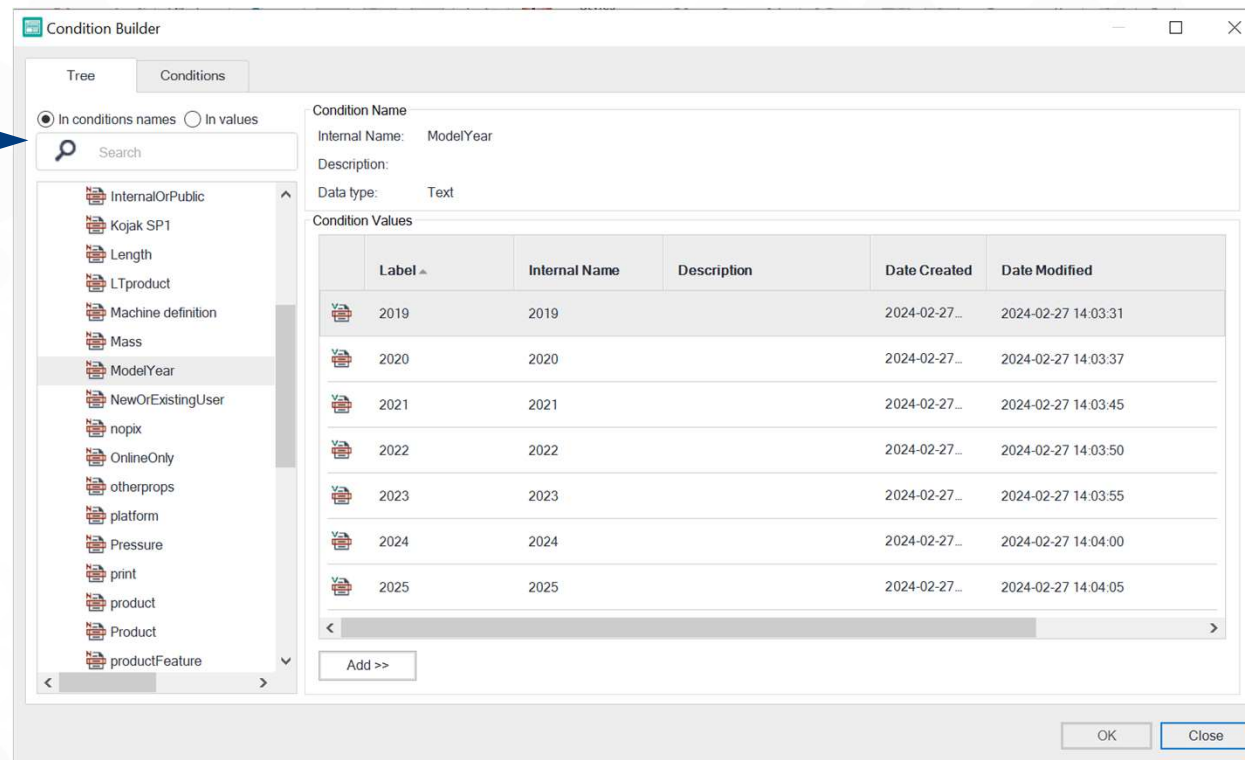 Condition Builder
Tree Conditions
In conditions names In values
Search
InternalOrPublic
Kojak SP1
Length
LTproduct
Machine definition
Mass
ModelYear
NewOrExistingUser
nopix
OnlineOnly
otherprops
platform
Pressure
print
product
Product
productFeature
Condition Name
Internal Name: ModelYear
Description:
Data type: Text
Condition Values
Label Internal Name Description Date Created Date Modified
2019 2019 2024-02-27... 2024-02-27 14:03:31
2020 2020 2024-02-27... 2024-02-27 14:03:37
2021 2021 2024-02-27... 2024-02-27 14:03:45
2022 2022 2024-02-27... 2024-02-27 14:03:50
2023 2023 2024-02-27... 2024-02-27 14:03:55
2024 2024 2024-02-27... 2024-02-27 14:04:00
2025 2025 2024-02-27... 2024-02-27 14:04:05
Add >>
OK Close